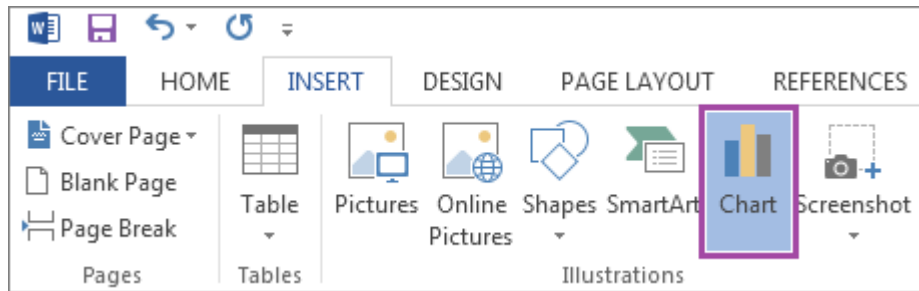 W
FILE HOME INSERT DESIGN PAGE LAYOUT REFERENCES
Cover Page
Blank Page
Page Break
Pages
Table
Tables
Pictures
Online
Pictures
Shapes
SmartArt
Chart
Screenshot
Illustrations